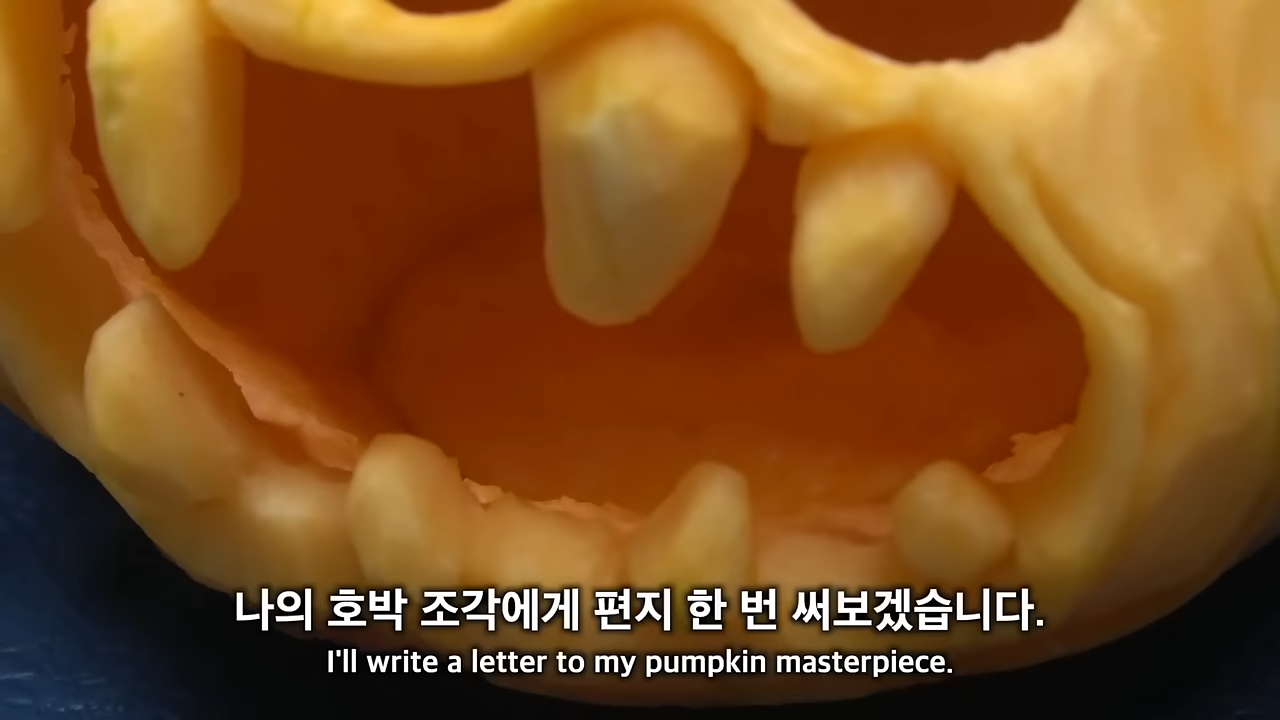 나의 호박 조각에게 편지 한 번 써보겠습니다.
I'll write a letter to my pumpkin masterpiece.